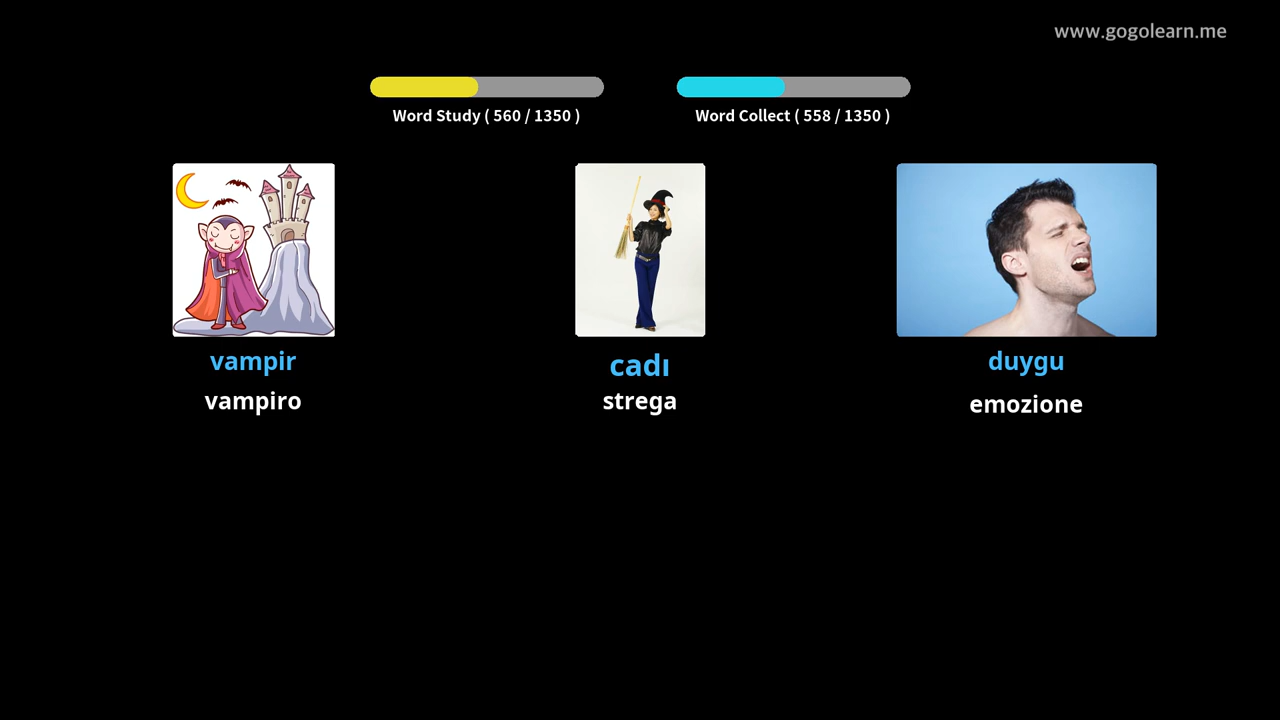 www.gogolearn.me
Word Study ( 560 / 1350 )
Word Collect ( 558 / 1350 )
vampir
vampiro
cadı
strega
duygu
emozione